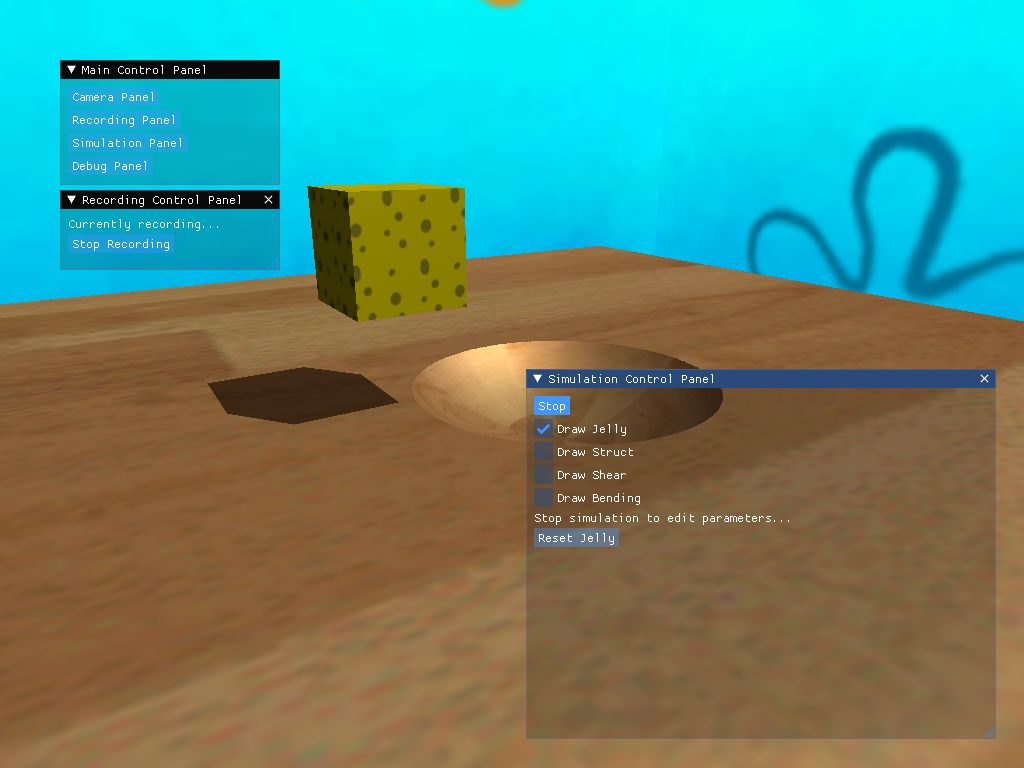 Main Control Panel
Camera Panel
Recording Panel
Simulation Panel
Debug Panel
Recording Control Panel
Currently recording...
Stop Recording
Simulation Control Panel
Stop
Draw Jelly
Draw Struct
Draw Shear
Draw Bending
Stop simulation to edit parameters...
Reset Jelly